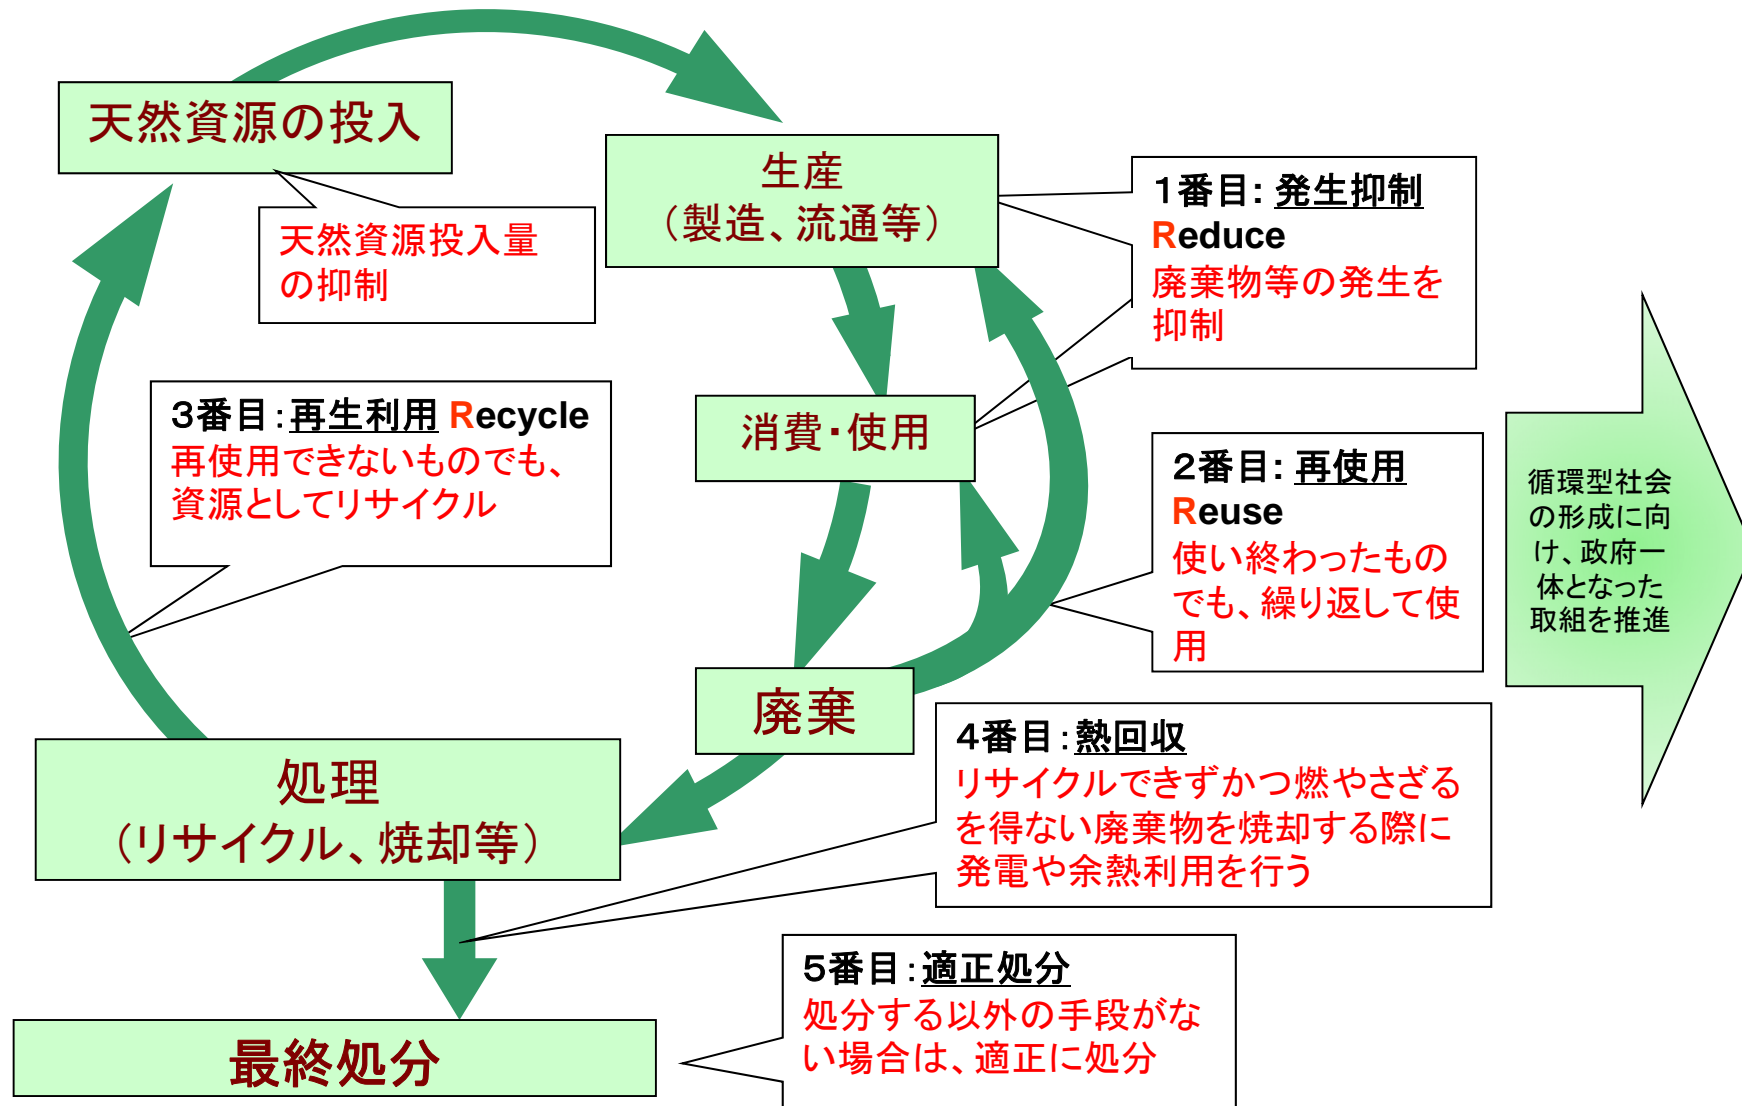 天然資源の投入
天然資源投入量
の抑制
生産
（製造、流通等）
１番目：発生抑制
Reduce
廃棄物等の発生を
抑制
３番目：再生利用 Recycle
再使用できないものでも、
資源としてリサイクル
消費・使用
２番目：再使用
Reuse
使い終わったもの
でも、繰り返して使
用
循環型社会
の形成に向
け、政府一
体となった
取組を推進
廃棄
４番目：熱回収
リサイクルできずかつ燃やさざる
を得ない廃棄物を焼却する際に
発電や余熱利用を行う
処理
（リサイクル、焼却等）
５番目：適正処分
処分する以外の手段がな
い場合は、適正に処分
最終処分